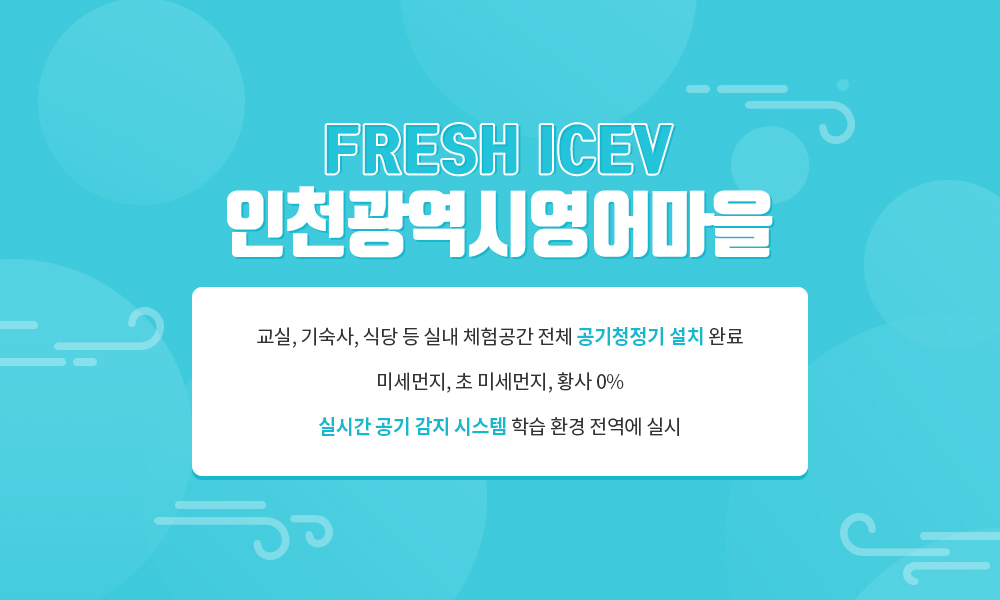 FRESH ICEV
인천광역시영어마을
교실, 기숙사, 식당 등 실내 체험공간 전체 공기청정기 설치 완료
미세먼지, 초 미세먼지, 황사 0%
실시간 공기 감지 시스템 학습 환경 전역에 실시